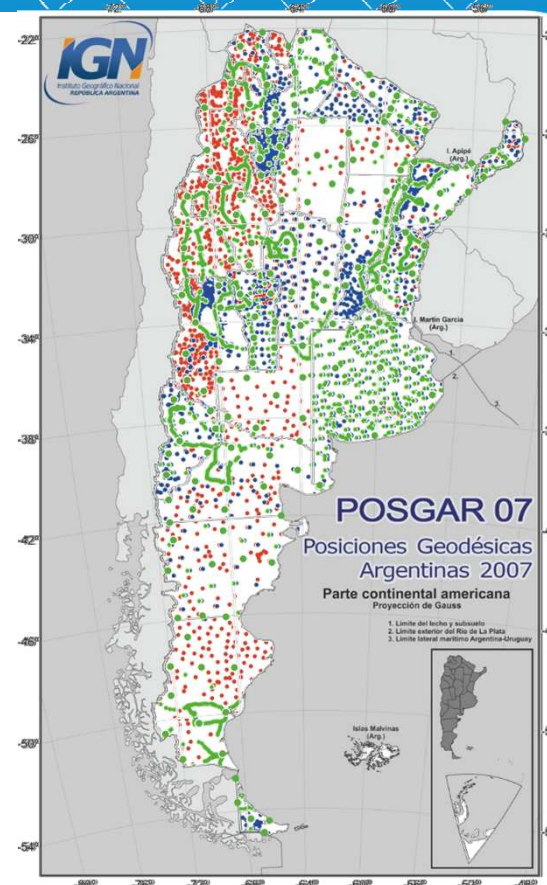 -22°
-26°
-30°
-34°
-38°
-42°
-46°
-50°
-54°
IGN
Instituto Geográfico Nacional
REPÚBLICA ARGENTINA
I. Apipé
(Arg.)
I. Martín García
(Arg.)
1.
2.
3.
POSGAR 07
Posiciones Geodésicas
Argentinas 2007
Parte continental americana
Proyección de Gauss
1. Límite del lecho y subsuelo
2. Límite exterior del Río de La Plata
3. Límite lateral marítimo Argentina-Uruguay
Islas Malvinas
(Arg.)